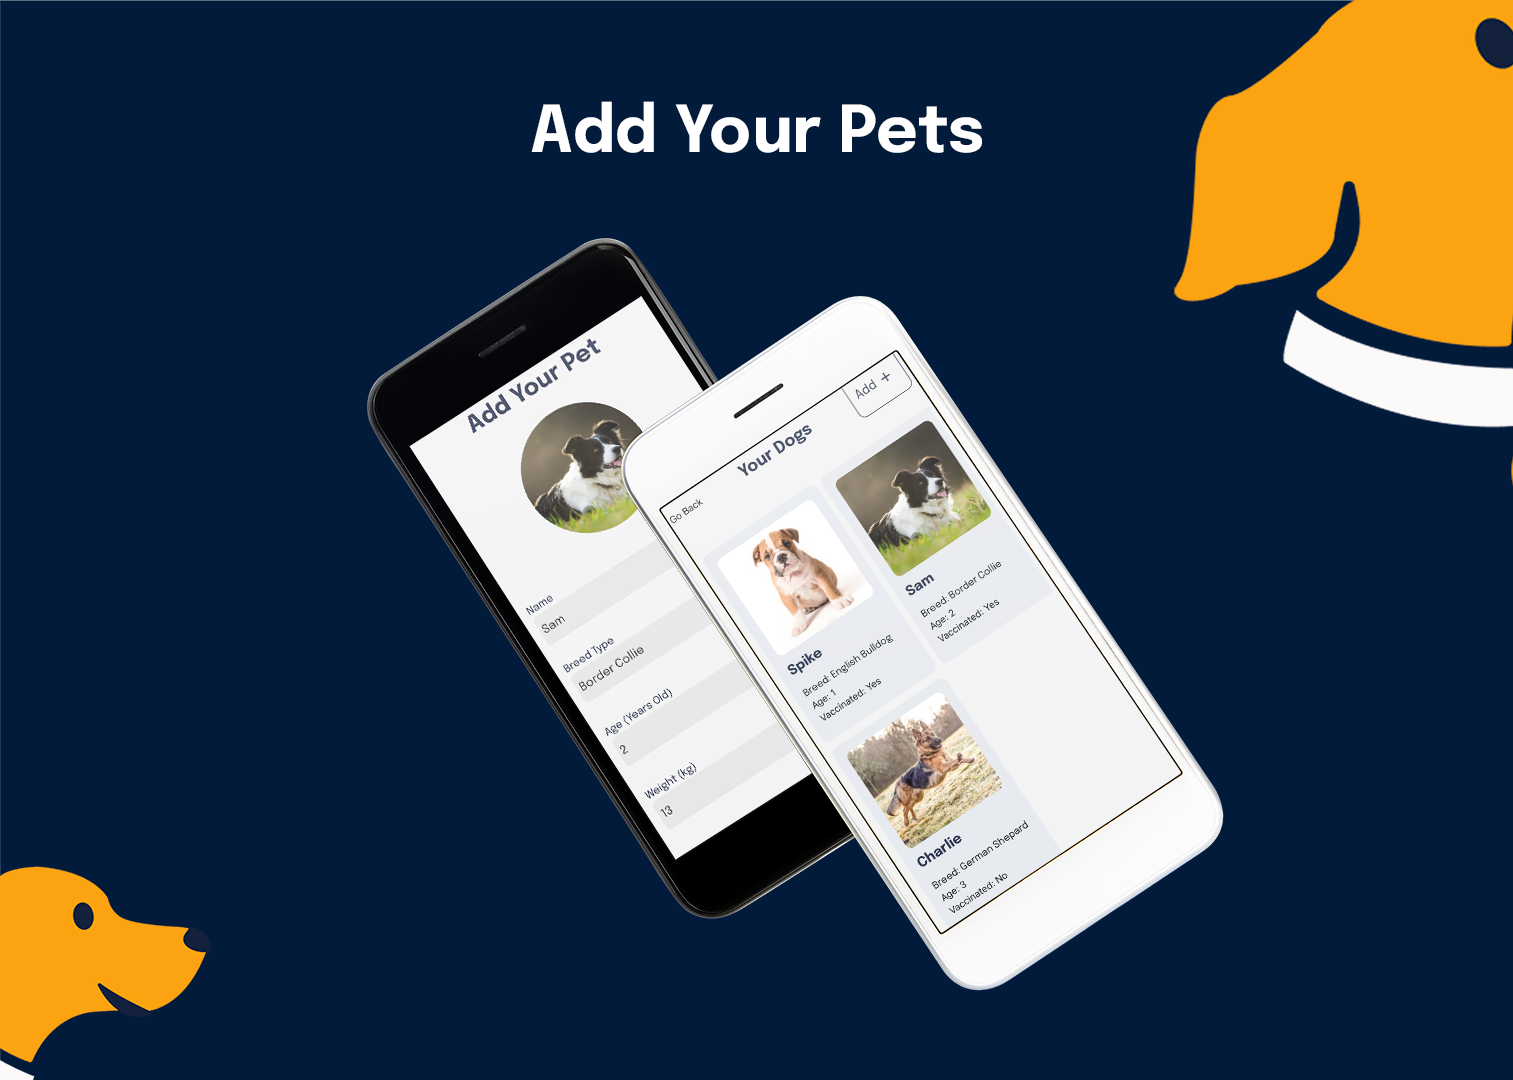 Add Your Pets
Add Your Pet
Name
Sam
Breed Type
Border Collie
Age (Years Old)
2
Weight (kg)
13
Add +
Your Dogs
Go Back
Spike
Breed: English Bulldog
Age: 1
Vaccinated: Yes
Sam
Breed: Border Collie
Age: 2
Vaccinated: Yes
Charlie
Breed: German Shepard
Age: 3
Vaccinated: No